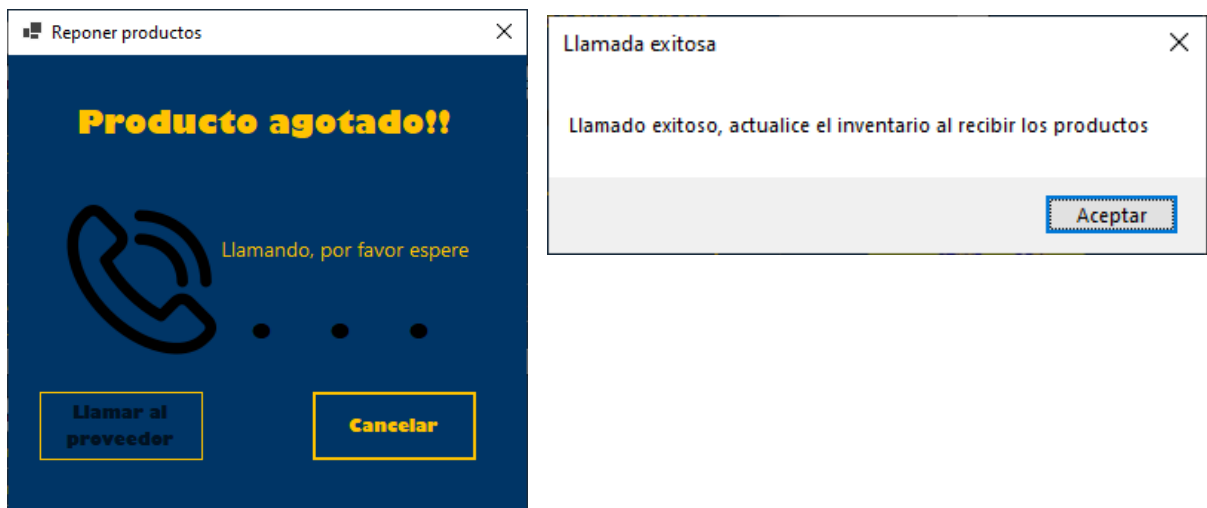 Reponer productos
Producto agotado!!
Llamando, por favor espere
. . .
Llamar al
proveedor
Cancelar
Llamada exitosa
Llamado exitoso, actualice el inventario al recibir los productos
Aceptar